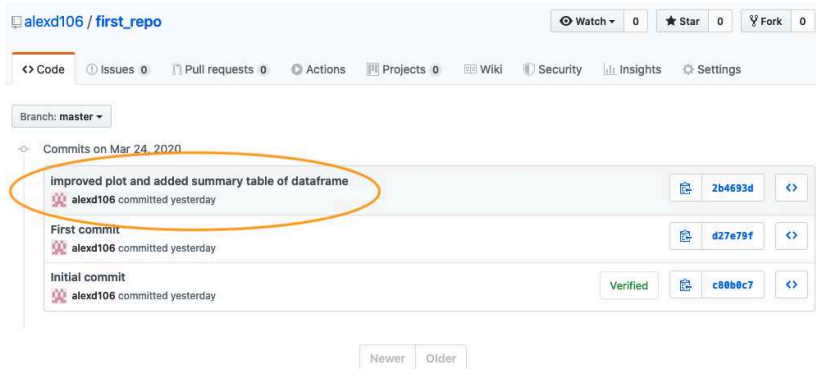 alexd106 / first_repo
Watch 0 Star 0 Fork 0
<> Code Issues 0 Pull requests 0 Actions Projects 0 Wiki Security Insights Settings
Branch: master
Commits on Mar 24, 2020
improved plot and added summary table of dataframe
alexd106 committed yesterday
2b4693d <>
First commit
alexd106 committed yesterday
d27e79f <>
Initial commit
alexd106 committed yesterday
Verified c80b0c7 <>
Newer Older